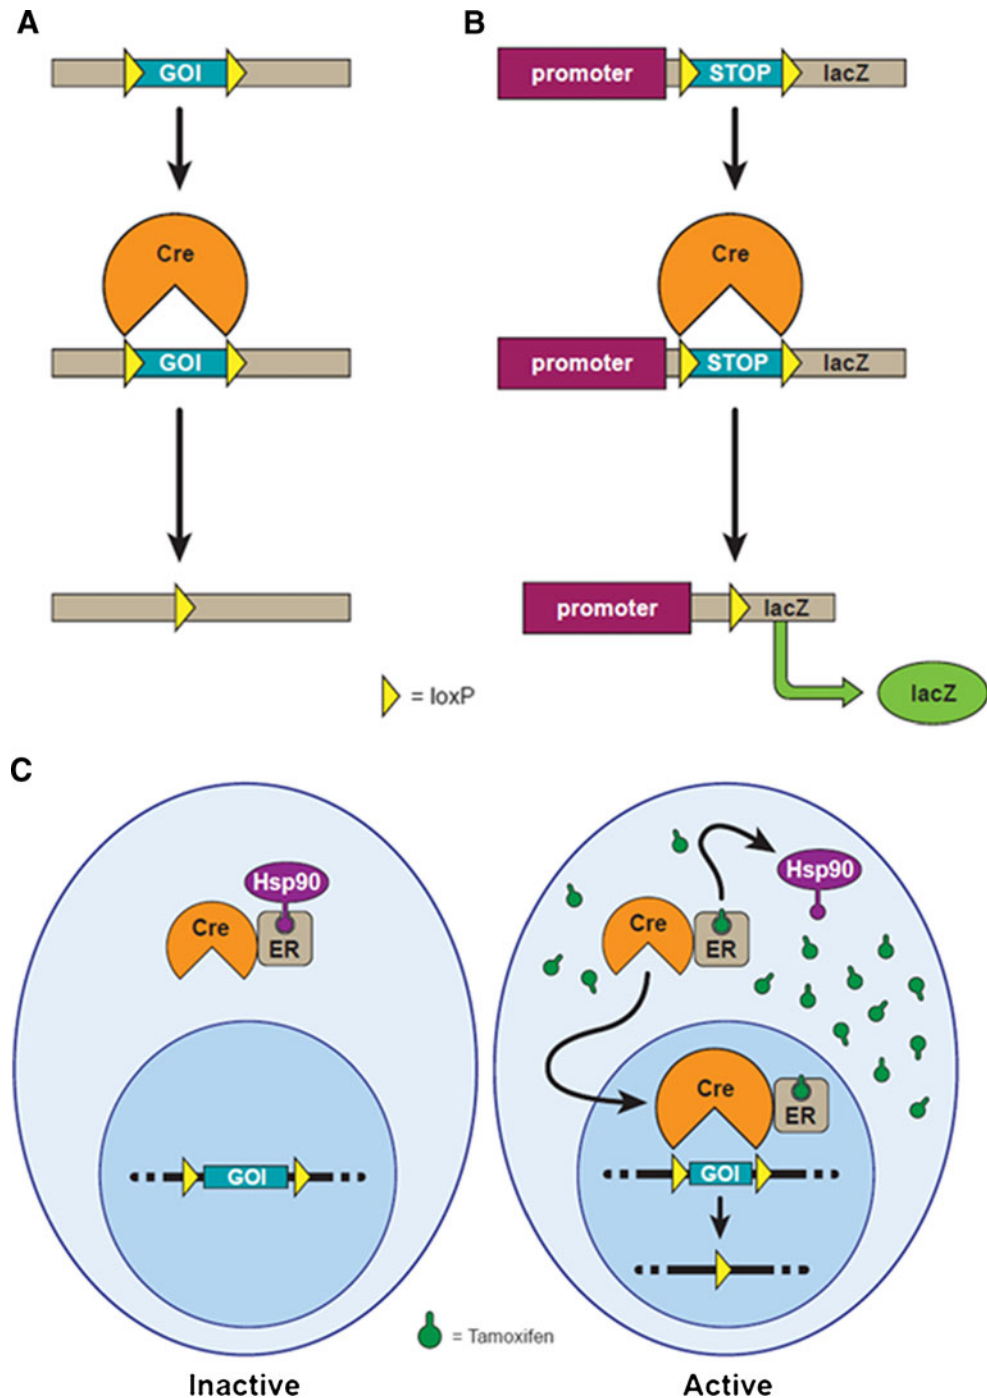 A
B
GOI
promoter
STOP
lacZ
Cre
Cre
GOI
promoter
STOP
lacZ
promoter
lacZ
= loxP
lacZ
C
Hsp90
Cre
ER
GOI
Hsp90
Cre
ER
Cre
ER
GOI
= Tamoxifen
Inactive
Active